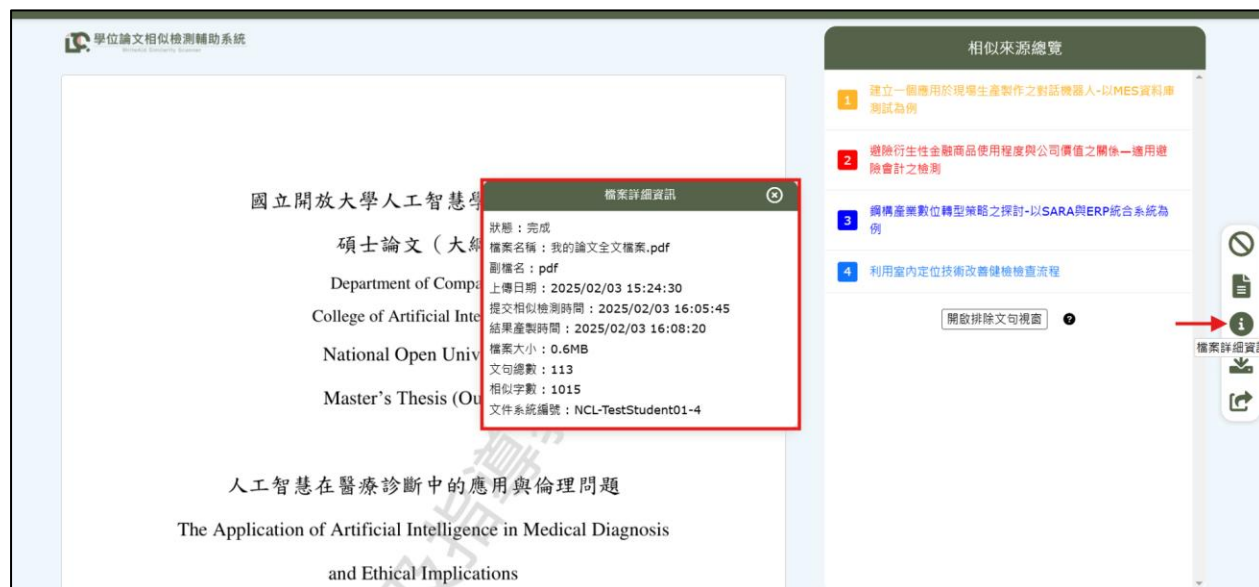 學位論文相似檢測輔助系統
國立開放大學人工智慧學
碩士論文（大綱
Department of Compu
College of Artificial Inte
National Open Univ
Master's Thesis (Ou
人工智慧在醫療診斷中的應用與倫理問題
The Application of Artificial Intelligence in Medical Diagnosis
and Ethical Implications
及指導
檔案詳細資訊
狀態：完成
檔案名稱：我的論文全文檔案.pdf
副檔名：pdf
上傳日期：2025/02/03 15:24:30
提交相似檢測時間：2025/02/03 16:05:45
結果產製時間：2025/02/03 16:08:20
檔案大小：0.6MB
文句總數：113
相似字數：1015
文件系統編號：NCL-TestStudent01-4
相似來源總覽
1 建立一個應用於現場生產製作之對話機器人-以MES資料庫
測試為例
2 避險行生性金融商品使用程度與公司價值之關係—適用避
險會計之檢測
3 鋼構產業數位轉型策略之探討-以SARA與ERP統合系統為
例
4 利用室內定位技術改善健檢檢查流程
開啟排除文句視窗
檔案詳細資訊